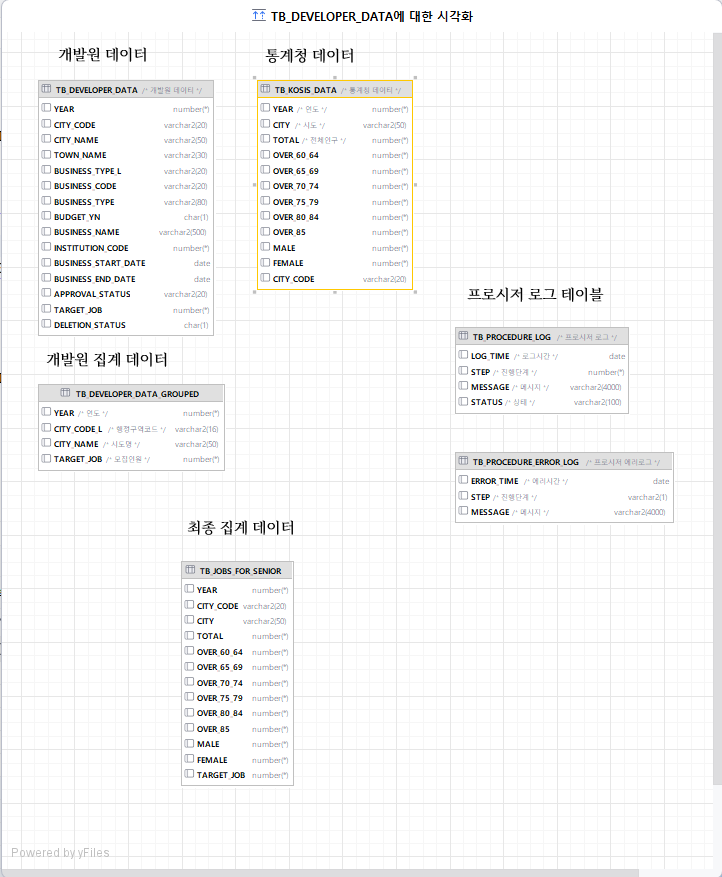 TB_DEVELOPER_DATA에 대한 시각화
개발원 데이터
TB_DEVELOPER_DATA /* 개발원 데이터 */
YEAR number(*)
CITY_CODE varchar2(20)
CITY_NAME varchar2(50)
TOWN_NAME varchar2(30)
BUSINESS_TYPE_L varchar2(20)
BUSINESS_CODE varchar2(20)
BUSINESS_TYPE varchar2(80)
BUDGET_YN char(1)
BUSINESS_NAME varchar2(500)
INSTITUTION_CODE number(*)
BUSINESS_START_DATE date
BUSINESS_END_DATE date
APPROVAL_STATUS varchar2(20)
TARGET_JOB number(*)
DELETION_STATUS char(1)
통계청 데이터
TB_KOSIS_DATA /* 통계청 데이터 */
YEAR /* 연도 */ number(*)
CITY /* 시도 */ varchar2(50)
TOTAL /* 전체인구 */ number(*)
OVER_60_64 number(*)
OVER_65_69 number(*)
OVER_70_74 number(*)
OVER_75_79 number(*)
OVER_80_84 number(*)
OVER_85 number(*)
MALE number(*)
FEMALE number(*)
CITY_CODE varchar2(20)
프로시저 로그 테이블
TB_PROCEDURE_LOG /* 프로시저 로그 */
LOG_TIME /* 로그시간 */ date
STEP /* 진행단계 */ number(*)
MESSAGE /* 메시지 */ varchar2(4000)
STATUS /* 상태 */ varchar2(100)
개발원 집계 데이터
TB_DEVELOPER_DATA_GROUPED
YEAR /* 연도 */ number(*)
CITY_CODE_L /* 행정구역코드 */ varchar2(16)
CITY_NAME /* 시도명 */ varchar2(50)
TARGET_JOB /* 모집인원 */ number(*)
TB_PROCEDURE_ERROR_LOG /* 프로시저 에러로그 */
ERROR_TIME /* 에러시간 */ date
STEP /* 진행단계 */ varchar2(1)
MESSAGE /* 메시지 */ varchar2(4000)
최종 집계 데이터
TB_JOBS_FOR_SENIOR
YEAR number(*)
CITY_CODE varchar2(20)
CITY varchar2(50)
TOTAL number(*)
OVER_60_64 number(*)
OVER_65_69 number(*)
OVER_70_74 number(*)
OVER_75_79 number(*)
OVER_80_84 number(*)
OVER_85 number(*)
MALE number(*)
FEMALE number(*)
TARGET_JOB number(*)
Powered by yFiles